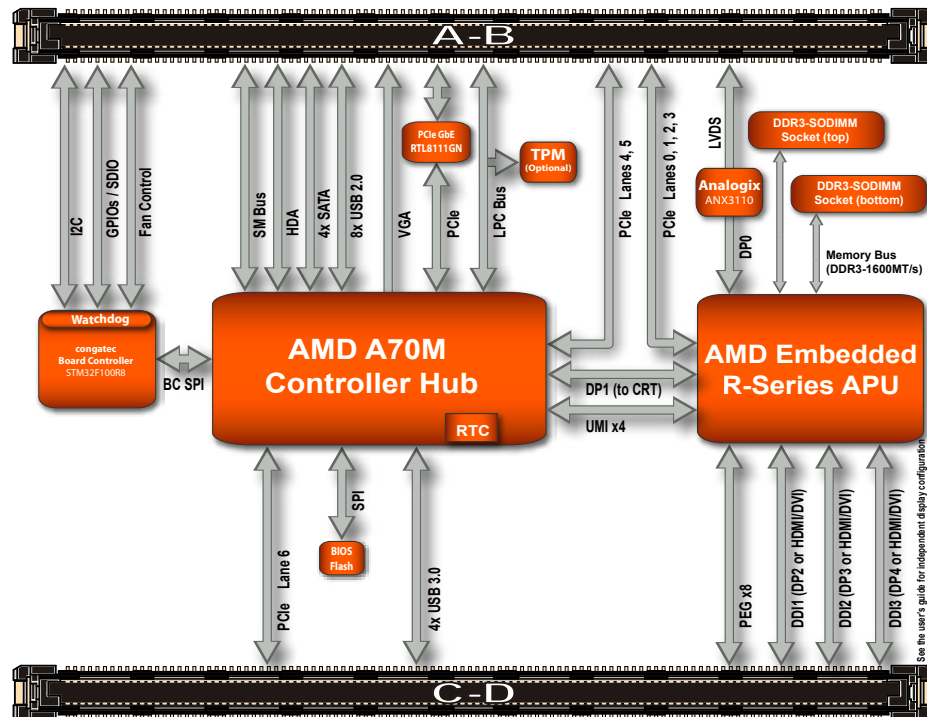 A-B
I2C
GPIOs / SDIO
Fan Control
SM Bus
HDA
4x SATA
8x USB 2.0
VGA
PCIe GbE
RTL8111GN
PCIe
LPC Bus
TPM
(Optional)
PCIe Lanes 4, 5
PCIe Lanes 0, 1, 2, 3
LVDS
Analogix
ANX3110
DP0
DDR3-SODIMM
Socket (top)
DDR3-SODIMM
Socket (bottom)
Memory Bus
(DDR3-1600MT/s)
Watchdog
congatec
Board Controller
STM32F100R8
BC SPI
AMD A70M
Controller Hub
RTC
DP1 (to CRT)
UMI x4
AMD Embedded
R-Series APU
PCIe Lane 6
SPI
BIOS
Flash
4x USB 3.0
PEG x8
DDI1 (DP2 or HDMI/DVI)
DDI2 (DP3 or HDMI/DVI)
DDI3 (DP4 or HDMI/DVI)
See the user's guide for independent display configuration
C-D